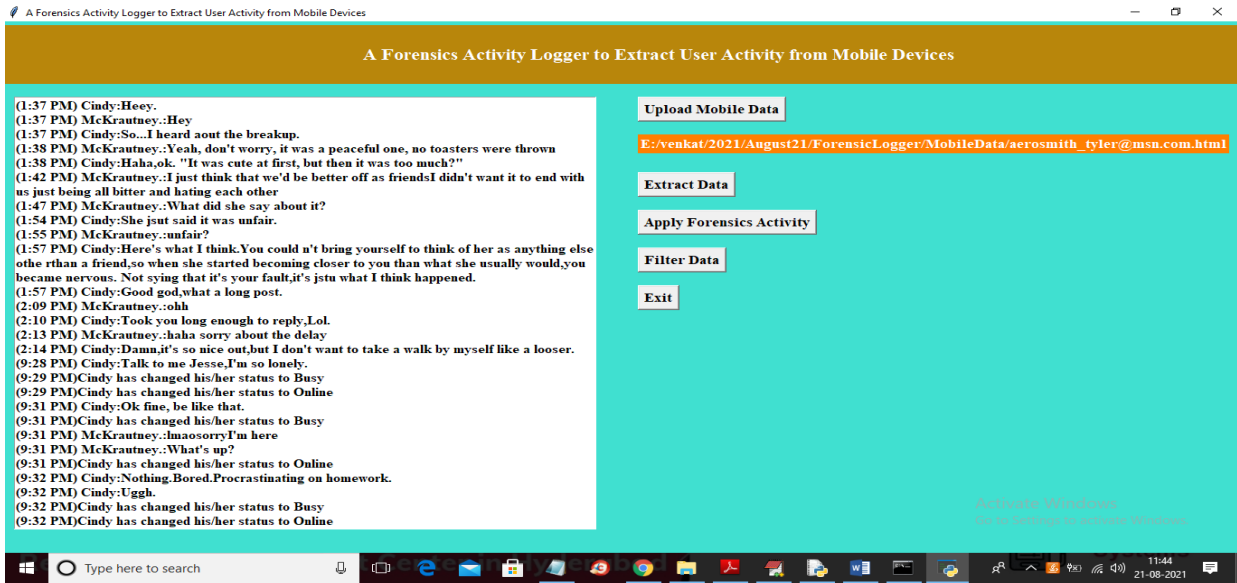 A Forensics Activity Logger to Extract User Activity from Mobile Devices
A Forensics Activity Logger to Extract User Activity from Mobile Devices
(1:37 PM) Cindy:Heey.
(1:37 PM) McKrautney.:Hey
(1:37 PM) Cindy:So...I heard aout the breakup.
(1:38 PM) McKrautney.:Yeah, don't worry, it was a peaceful one, no toasters were thrown
(1:38 PM) Cindy:Haha,ok. "It was cute at first, but then it was too much?"
(1:42 PM) McKrautney.:I just think that we'd be better off as friendsI didn't want it to end with
us just being all bitter and hating each other
(1:47 PM) McKrautney.:What did she say about it?
(1:54 PM) Cindy:She jsut said it was unfair.
(1:55 PM) McKrautney.:unfair?
(1:57 PM) Cindy:Here's what I think.You could n't bring yourself to think of her as anything else
othe rthan a friend,so when she started becoming closer to you than what she usually would,you
became nervous. Not sying that it's your fault,it's jstu what I think happened.
(1:57 PM) Cindy:Good god,what a long post.
(2:09 PM) McKrautney.:ohh
(2:10 PM) Cindy:Took you long enough to reply,Lol.
(2:13 PM) McKrautney.:haha sorry about the delay
(2:14 PM) Cindy:Damn,it's so nice out,but I don't want to take a walk by myself like a looser.
(9:28 PM) Cindy:Talk to me Jesse,I'm so lonely.
(9:29 PM)Cindy has changed his/her status to Busy
(9:29 PM)Cindy has changed his/her status to Online
(9:31 PM) Cindy:Ok fine, be like that.
(9:31 PM)Cindy has changed his/her status to Busy
(9:31 PM) McKrautney.:lmaosorryI'm here
(9:31 PM) McKrautney.:What's up?
(9:31 PM)Cindy has changed his/her status to Online
(9:32 PM) Cindy:Nothing.Bored.Procrastinating on homework.
(9:32 PM) Cindy:Uggh.
(9:32 PM)Cindy has changed his/her status to Busy
(9:32 PM)Cindy has changed his/her status to Online
Upload Mobile Data
E:/venkat/2021/August21/ForensicLogger/MobileData/aerosmith_tyler@msn.com.html
Extract Data
Apply Forensics Activity
Filter Data
Exit
Activate Windows
Go to Settings to activate Windows.
Type here to search
11:44
21-08-2021